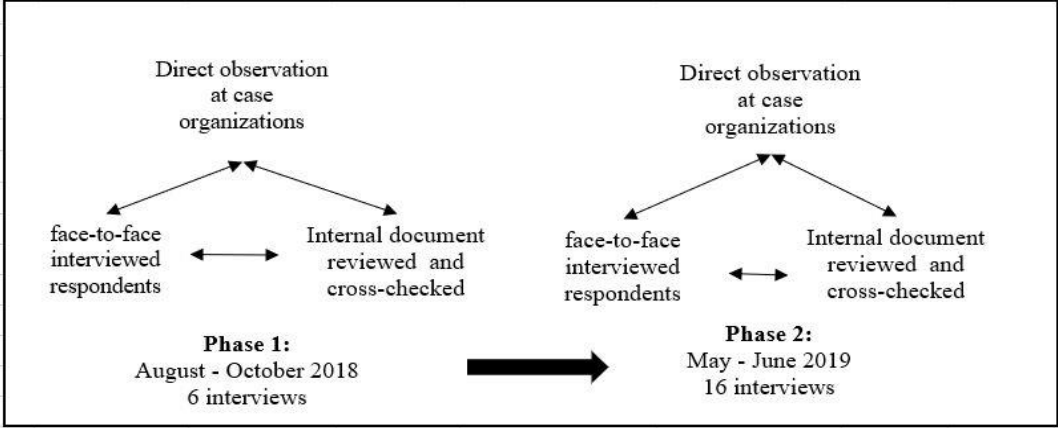 Direct observation
at case
organizations
face-to-face
interviewed
respondents
Internal document
reviewed and
cross-checked
Phase 1:
August - October 2018
6 interviews
Direct observation
at case
organizations
face-to-face
interviewed
respondents
Internal document
reviewed and
cross-checked
Phase 2:
May - June 2019
16 interviews